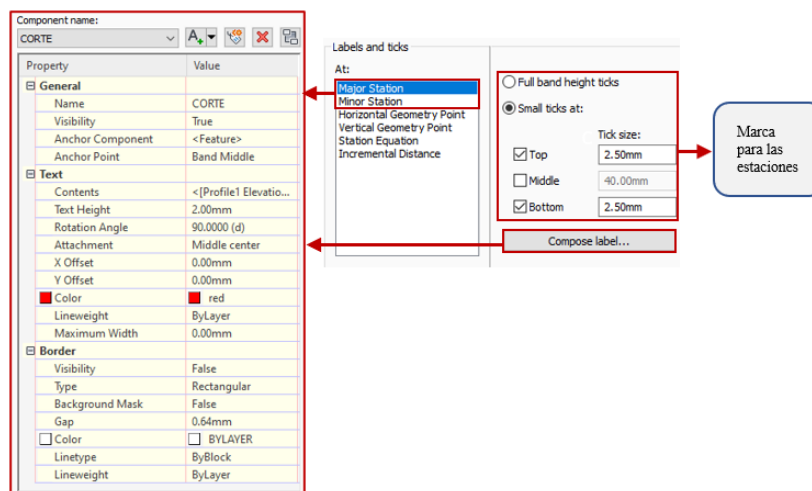 Component name:
CORTE
Property Value
General
Name CORTE
Visibility True
Anchor Component <Feature>
Anchor Point Band Middle
Text
Contents <[Profile1 Elevatio...
Text Height 2.00mm
Rotation Angle 90.0000 (d)
Attachment Middle center
X Offset 0.00mm
Y Offset 0.00mm
Color red
Lineweight ByLayer
Maximum Width 0.00mm
Border
Visibility False
Type Rectangular
Background Mask False
Gap 0.64mm
Color BYLAYER
Linetype ByBlock
Lineweight ByLayer
Labels and ticks
At:
Major Station
Minor Station
Horizontal Geometry Point
Vertical Geometry Point
Station Equation
Incremental Distance
Full band height ticks
Small ticks at:
Tick size:
Top 2.50mm
Middle 40.00mm
Bottom 2.50mm
Compose label...
Marca
para las
estaciones